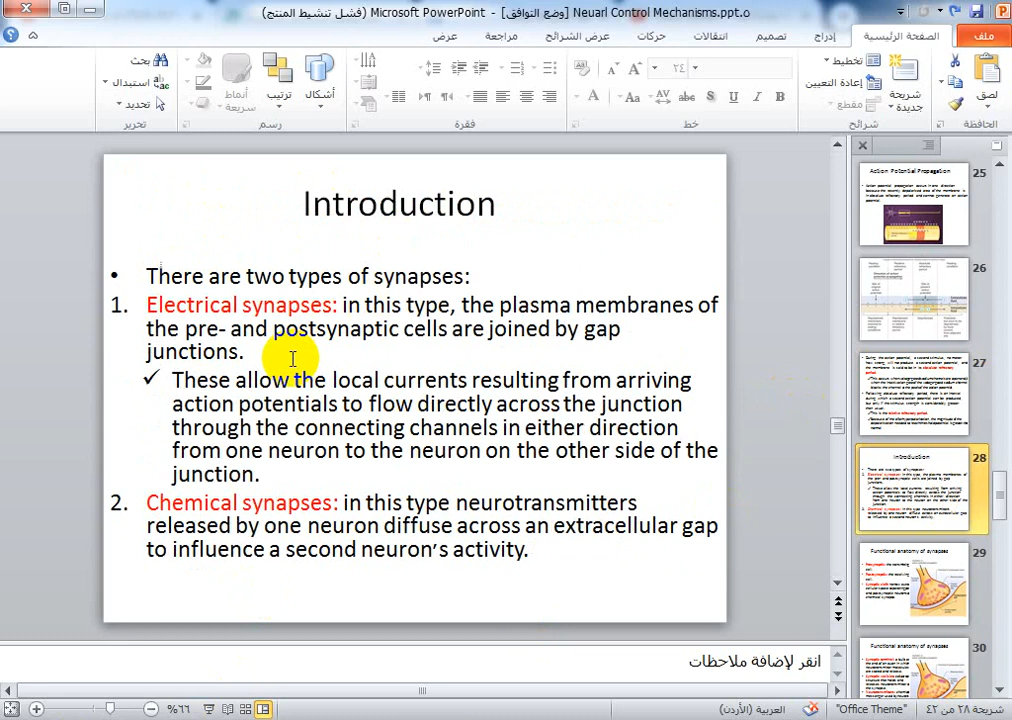 Neuarl Control Mechanisms.ppt.o [وضع التوافق] - Microsoft PowerPoint (فشل تنشيط المنتج)
ملف
الصفحة الرئيسية
إدراج
تصميم
انتقالات
حركات
عرض الشرائح
مراجعة
عرض
لصق
الحافظة
شريحة جديدة
تخطيط
إعادة التعيين
مقطع
شرائح
٢٤
خط
فقرة
أشكال
ترتيب
أنماط سريعة
رسم
بحث
استبدال
تحديد
تحرير
Introduction
• There are two types of synapses:
1. Electrical synapses: in this type, the plasma membranes of
the pre- and postsynaptic cells are joined by gap
junctions.
✓ These allow the local currents resulting from arriving
action potentials to flow directly across the junction
through the connecting channels in either direction
from one neuron to the neuron on the other side of the
junction.
2. Chemical synapses: in this type neurotransmitters
released by one neuron diffuse across an extracellular gap
to influence a second neuron's activity.
25
Action Potential Propagation
26
27
28
Introduction
29
Functional anatomy of synapses
30
Functional anatomy of synapses
انقر لإضافة ملاحظات
شريحة ٢٨ من ٤٢
"Office Theme"
العربية (الأردن)
٦٦%